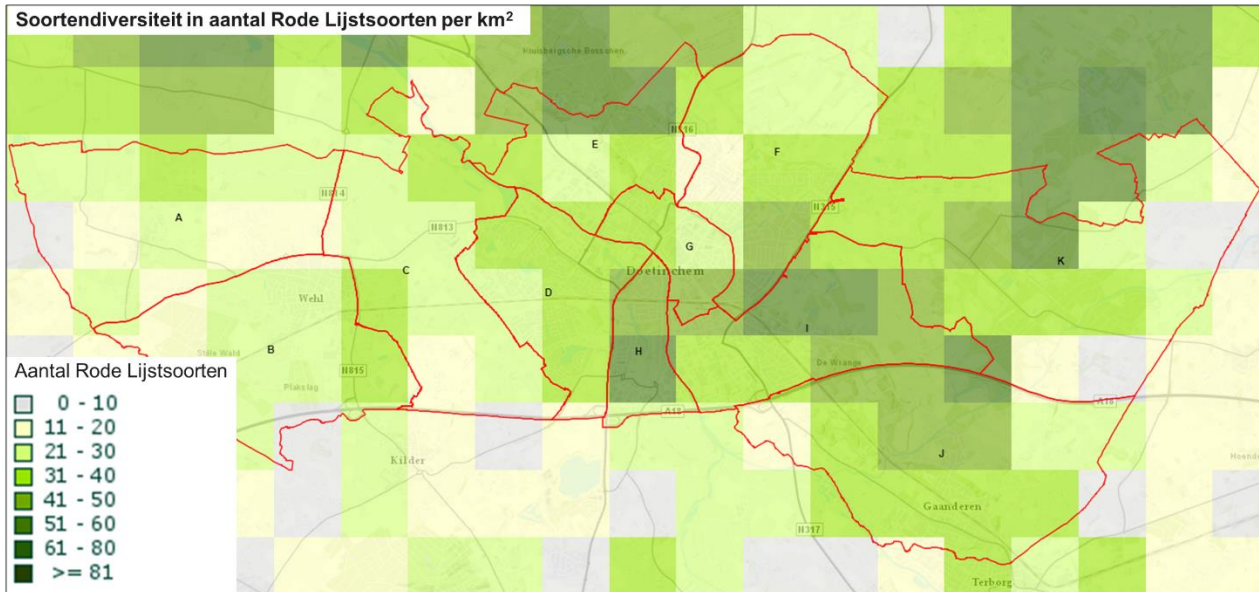 Soortendiversiteit in aantal Rode Lijstsoorten per km²
Kruisbergsche Bosschen
N316
E
F
A
N814
N813
N315
G
Doetinchem
K
C
Wehl
D
I
B
Stille Wald
H
De Wrange
Plakslag
N815
A18
A18
Kilder
J
Gaanderen
N317
Terborg
Aantal Rode Lijstsoorten
0 - 10
11 - 20
21 - 30
31 - 40
41 - 50
51 - 60
61 - 80
>= 81